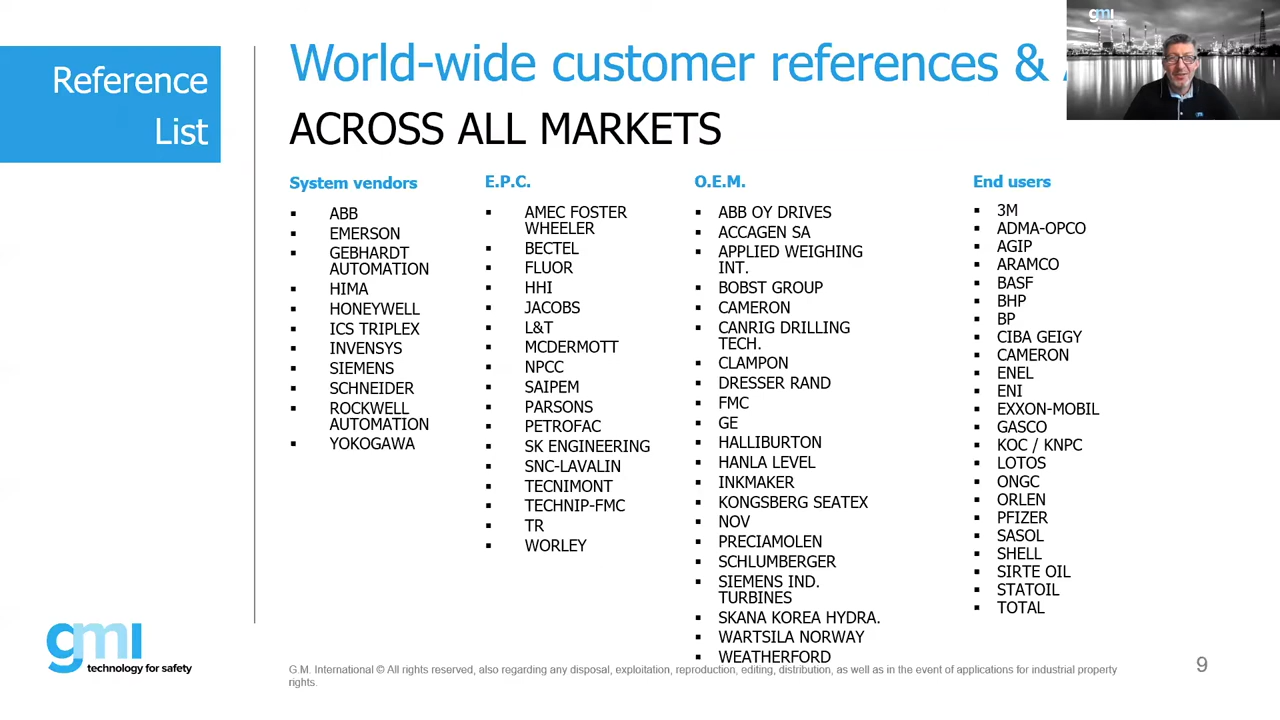 Reference
List
World-wide customer references &
ACROSS ALL MARKETS
System vendors
ABB
EMERSON
GEBHARDT
AUTOMATION
HIMA
HONEYWELL
ICS TRIPLEX
INVENSYS
SIEMENS
SCHNEIDER
ROCKWELL
AUTOMATION
YOKOGAWA
E.P.C.
AMEC FOSTER
WHEELER
BECTEL
FLUOR
HHI
JACOBS
L&T
MCDERMOTT
NPCC
SAIPEM
PARSONS
PETROFAC
SK ENGINEERING
SNC-LAVALIN
TECNIMONT
TECHNIP-FMC
TR
WORLEY
O.E.M.
ABB OY DRIVES
ACCAGEN SA
APPLIED WEIGHING
INT.
BOBST GROUP
CAMERON
CANRIG DRILLING
TECH.
CLAMPON
DRESSER RAND
FMC
GE
HALLIBURTON
HANLA LEVEL
INKMAKER
KONGSBERG SEATEX
NOV
PRECIAMOLEN
SCHLUMBERGER
SIEMENS IND.
TURBINES
SKANA KOREA HYDRA.
WARTSILA NORWAY
WEATHERFORD
End users
3M
ADMA-OPCO
AGIP
ARAMCO
BASF
BHP
BP
CIBA GEIGY
CAMERON
ENEL
ENI
EXXON-MOBIL
GASCO
KOC / KNPC
LOTOS
ONGC
ORLEN
PFIZER
SASOL
SHELL
SIRTE OIL
STATOIL
TOTAL
gmi
technology for safety
G.M. International © All rights reserved, also regarding any disposal, exploitation, reproduction, editing, distribution, as well as in the event of applications for industrial property
rights.
9
gmi